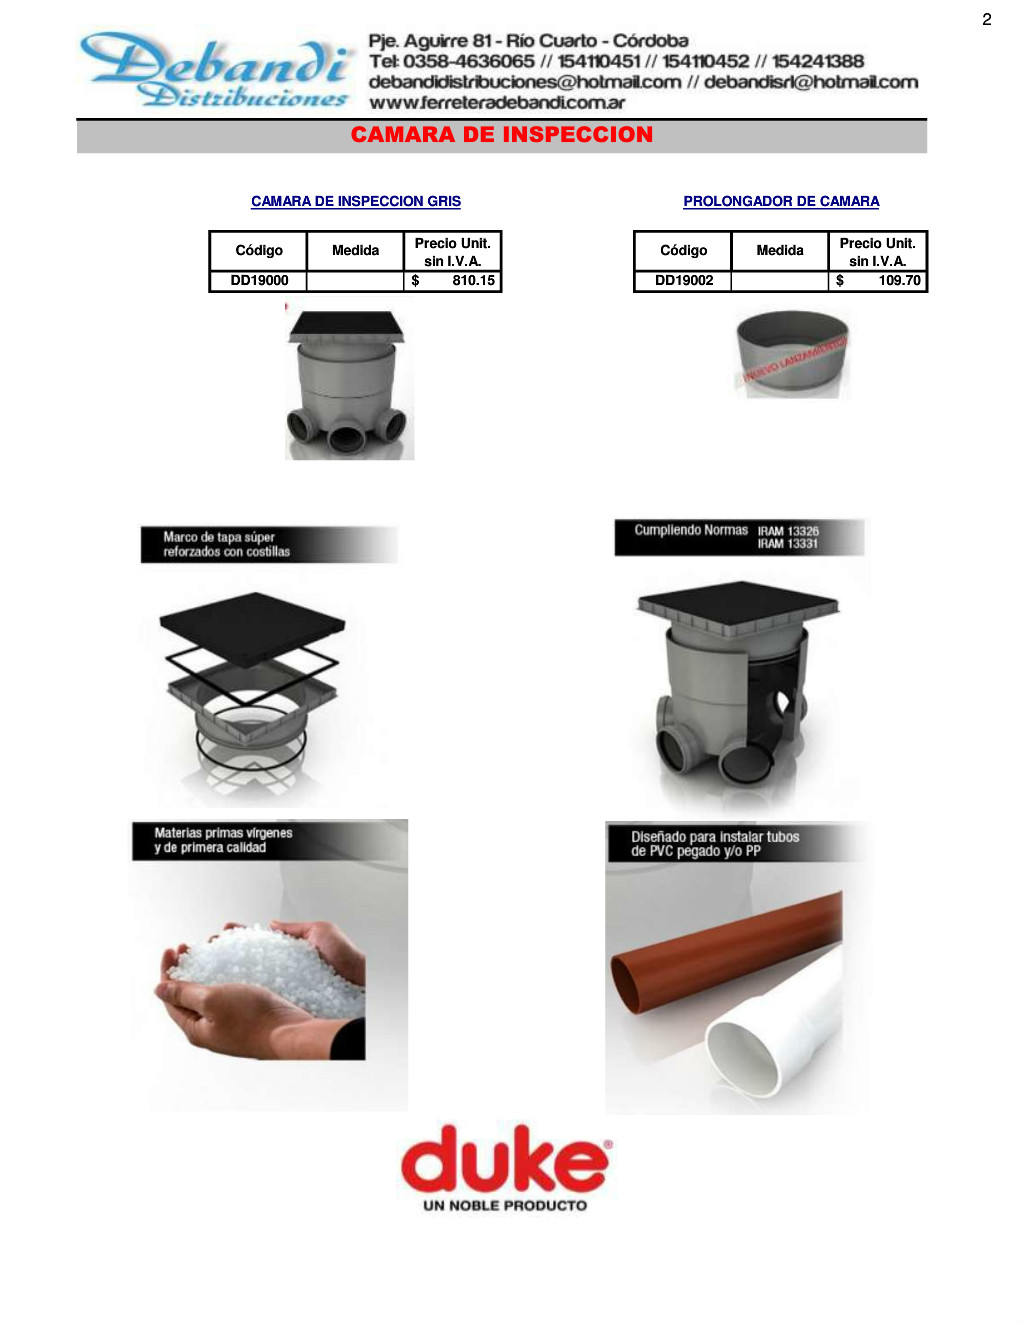 2
Debandi
Distribuciones
Pje. Aguirre 81 - Río Cuarto - Córdoba
Tel: 0358-4636065 // 154110451 // 154110452 // 154241388
debandidistribuciones@hotmail.com // debandisrl@hotmail.com
www.ferreteradebandi.com.ar
CAMARA DE INSPECCION
CAMARA DE INSPECCION GRIS
Código Medida Precio Unit. sin I.V.A.
DD19000 $ 810.15
PROLONGADOR DE CAMARA
Código Medida Precio Unit. sin I.V.A.
DD19002 $ 109.70
¡NUEVO LANZAMIENTO!
Marco de tapa súper
reforzados con costillas
Cumpliendo Normas IRAM 13326
IRAM 13331
Materias primas vírgenes
y de primera calidad
Diseñado para instalar tubos
de PVC pegado y/o PP
duke®
UN NOBLE PRODUCTO